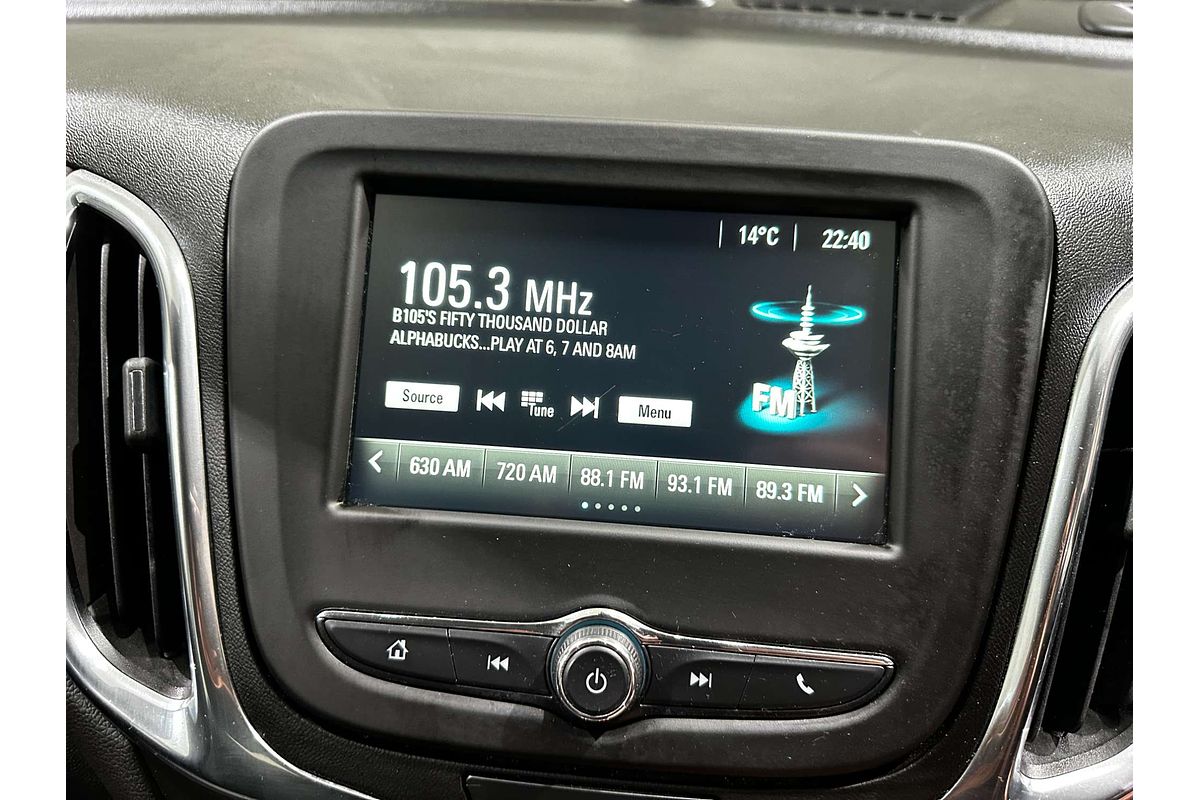 14°C 22:40
105.3 MHz
B105'S FIFTY THOUSAND DOLLAR
ALPHABUCKS...PLAY AT 6, 7 AND 8AM
FM
Source Tune Menu
630 AM 720 AM 88.1 FM 93.1 FM 89.3 FM